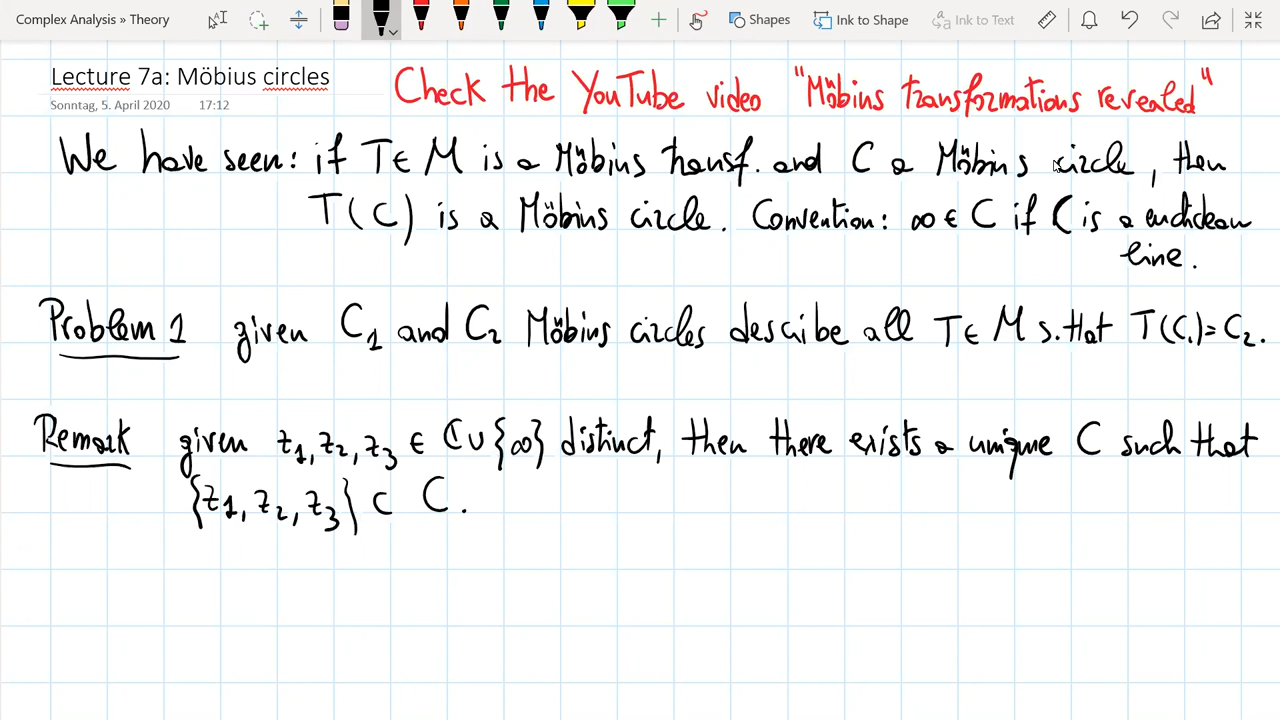 Complex Analysis » Theory
Shapes
Ink to Shape
Ink to Text
Lecture 7a: Möbius circles
Sonntag, 5. April 2020 17:12
Check the YouTube video "Möbius transformations revealed"
We have seen: if T ∈ M is a Möbius transf. and C a Möbius circle, then
T(C) is a Möbius circle. Convention: ∞ ∈ C if C is a euclidean
line.
Problem 1 given C₁ and C₂ Möbius circles describe all T ∈ M s.that T(C₁)=C₂.
Remark given z₁, z₂, z₃ ∈ ℂ∪{∞} distinct, then there exists a unique C such that
{z₁, z₂, z₃} ⊂ C.